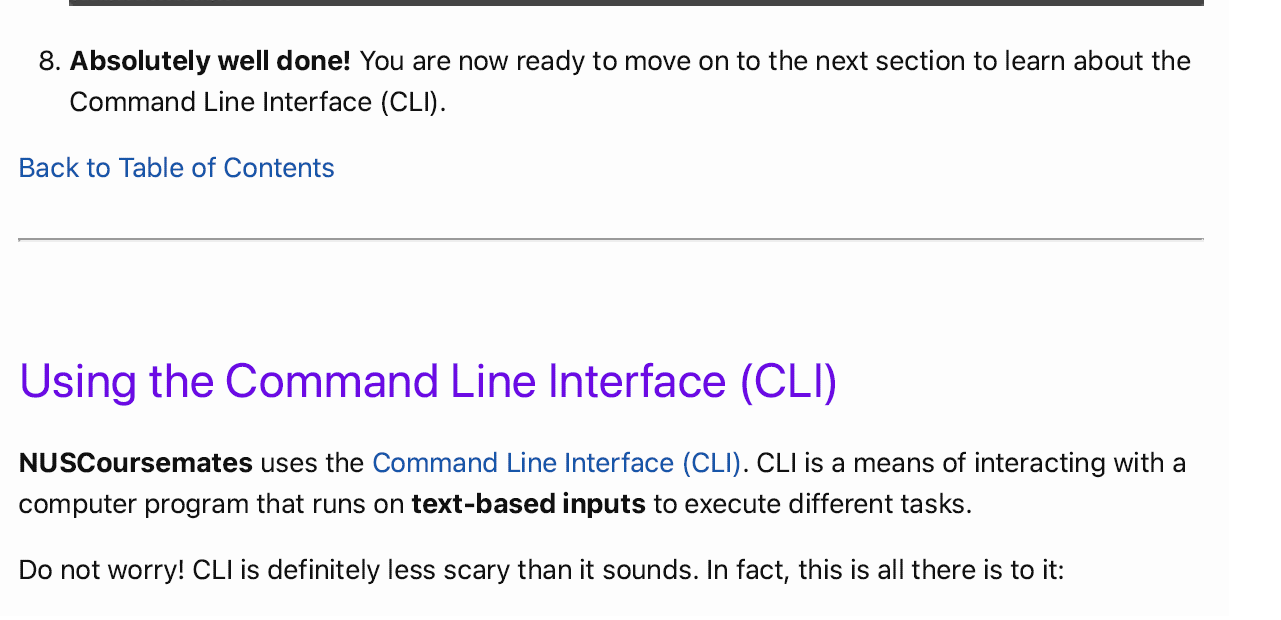 8. Absolutely well done! You are now ready to move on to the next section to learn about the
Command Line Interface (CLI).
Back to Table of Contents
Using the Command Line Interface (CLI)
NUSCoursemates uses the Command Line Interface (CLI). CLI is a means of interacting with a
computer program that runs on text-based inputs to execute different tasks.
Do not worry! CLI is definitely less scary than it sounds. In fact, this is all there is to it: